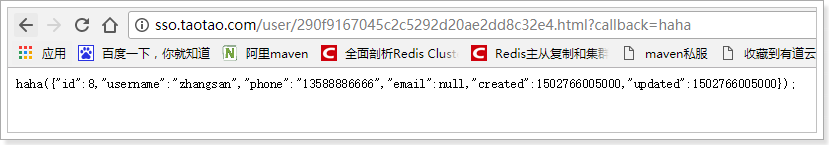 sso.taotao.com/user/290f9167045c2c5292d20ae2dd8c32e4.html?callback=haha
应用 百度一下，你就知道 N 阿里maven C 全面剖析Redis Clust C Redis主从复制和集群 maven私服 收藏到有道云
haha({"id":8,"username":"zhangsan","phone":"13588886666","email":null,"created":1502766005000,"updated":1502766005000});